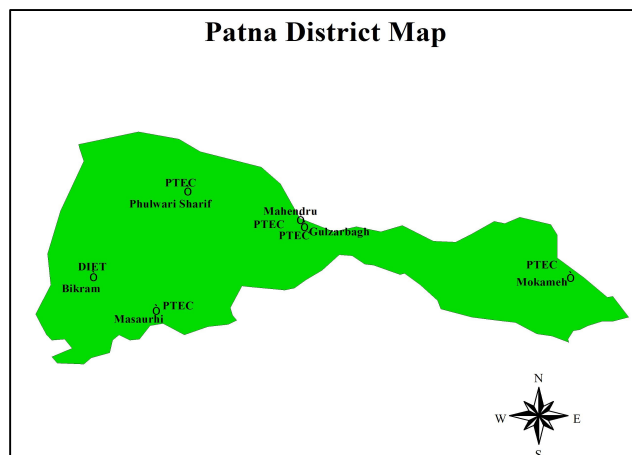 Patna District Map
PTEC
Phulwari Sharif
Mahendru
PTEC
Gulzarbagh
PTEC
DIET
Bikram
PTEC
Masaurhi
PTEC
Mokameh
N
W
E
S